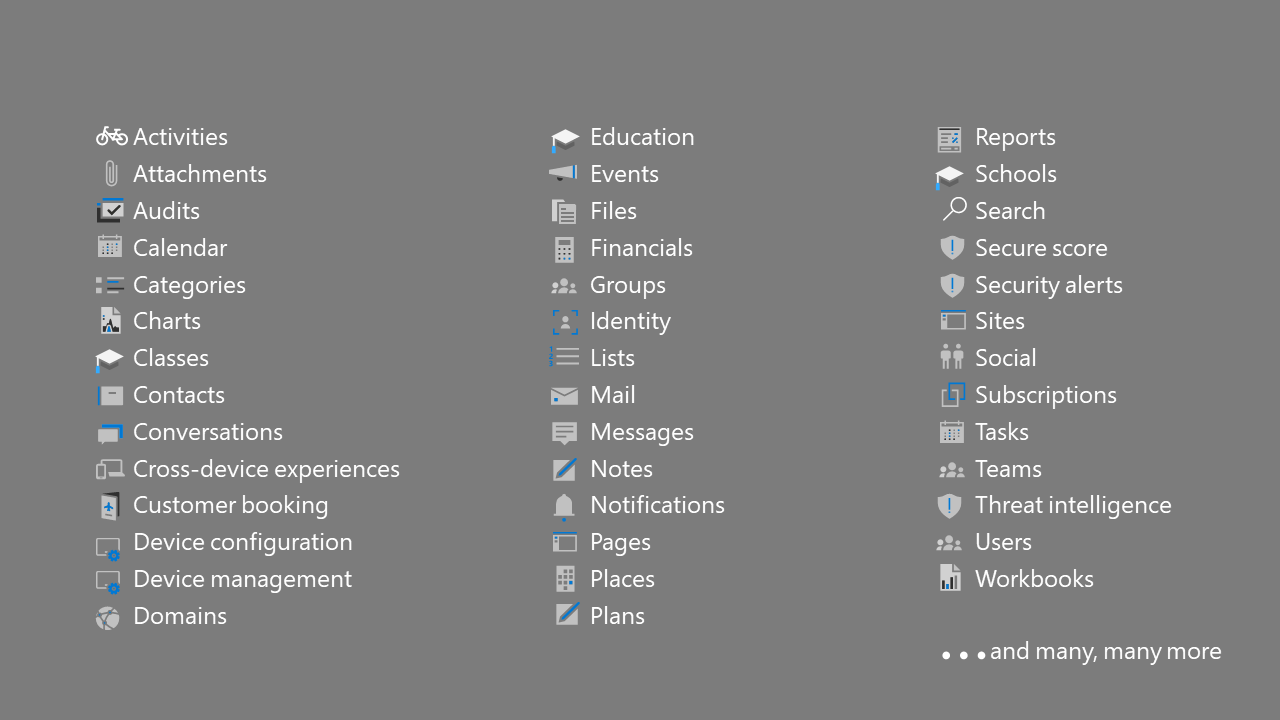 Activities
Attachments
Audits
Calendar
Categories
Charts
Classes
Contacts
Conversations
Cross-device experiences
Customer booking
Device configuration
Device management
Domains
Education
Events
Files
Financials
Groups
Identity
Lists
Mail
Messages
Notes
Notifications
Pages
Places
Plans
Reports
Schools
Search
Secure score
Security alerts
Sites
Social
Subscriptions
Tasks
Teams
Threat intelligence
Users
Workbooks
...and many, many more